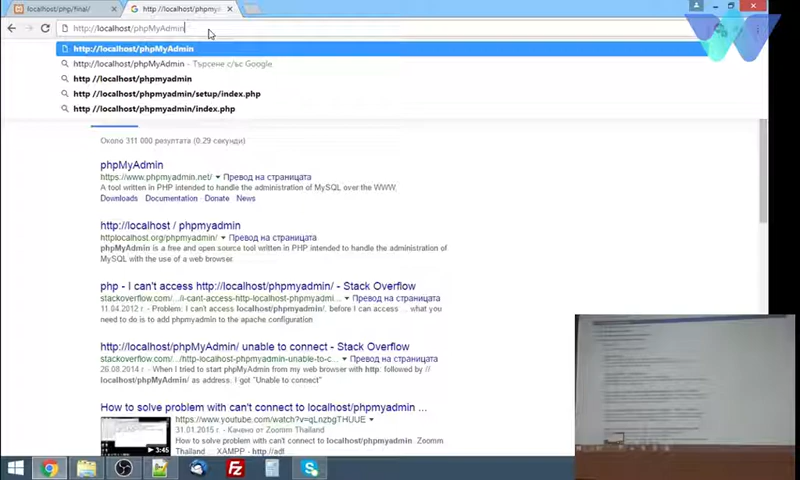 localhost/php/final/
http://localhost/phpmy
http://localhost/phpMyAdmin
http://localhost/phpMyAdmin
http://localhost/phpMyAdmin - Търсене с/ъс Google
http //localhost/phpmyadmin
http //localhost/phpmyadmin/setup/index.php
http //localhost/phpmyadmin/index.php
Около 311 000 резултата (0.29 секунди)
phpMyAdmin
https://www.phpmyadmin.net/ Превод на страницата
A tool written in PHP intended to handle the administration of MySQL over the WWW.
Downloads Documentation Donate News
http://localhost / phpmyadmin
httplocalhost.org/phpmyadmin/ Превод на страницата
phpMyAdmin is a free and open source tool written in PHP intended to handle the administration of
MySQL with the use of a web browser.
php - I can't access http://localhost/phpmyadmin/ - Stack Overflow
stackoverflow.com/.../i-cant-access-http-localhost-phpmyadmi... Превод на страницата
11.04.2012 г. - Problem: I can't access localhost/phpmyadmin/, before I can access ... what you
need to do is to add phpmyadmin to the apache configuration
http://localhost/phpMyAdmin unable to connect - Stack Overflow
stackoverflow.com/.../http-localhost-phpmyadmin-unable-to-c... Превод на страницата
26.08.2014 г. - When I tried to start phpMyAdmin from my web browser with http: followed by //
localhost/phpMyAdmin as address, I got "Unable to connect"
How to solve problem with can't connect to localhost/phpmyadmin ...
https://www.youtube.com/watch?v=qLnzbgTHUUE
31.01.2015 г. - Качено от Zoomm Thailand
How to solve problem with can't connect to localhost/phpmyadmin. Zoomm
Thailand XAMPP - http://adf
3:45